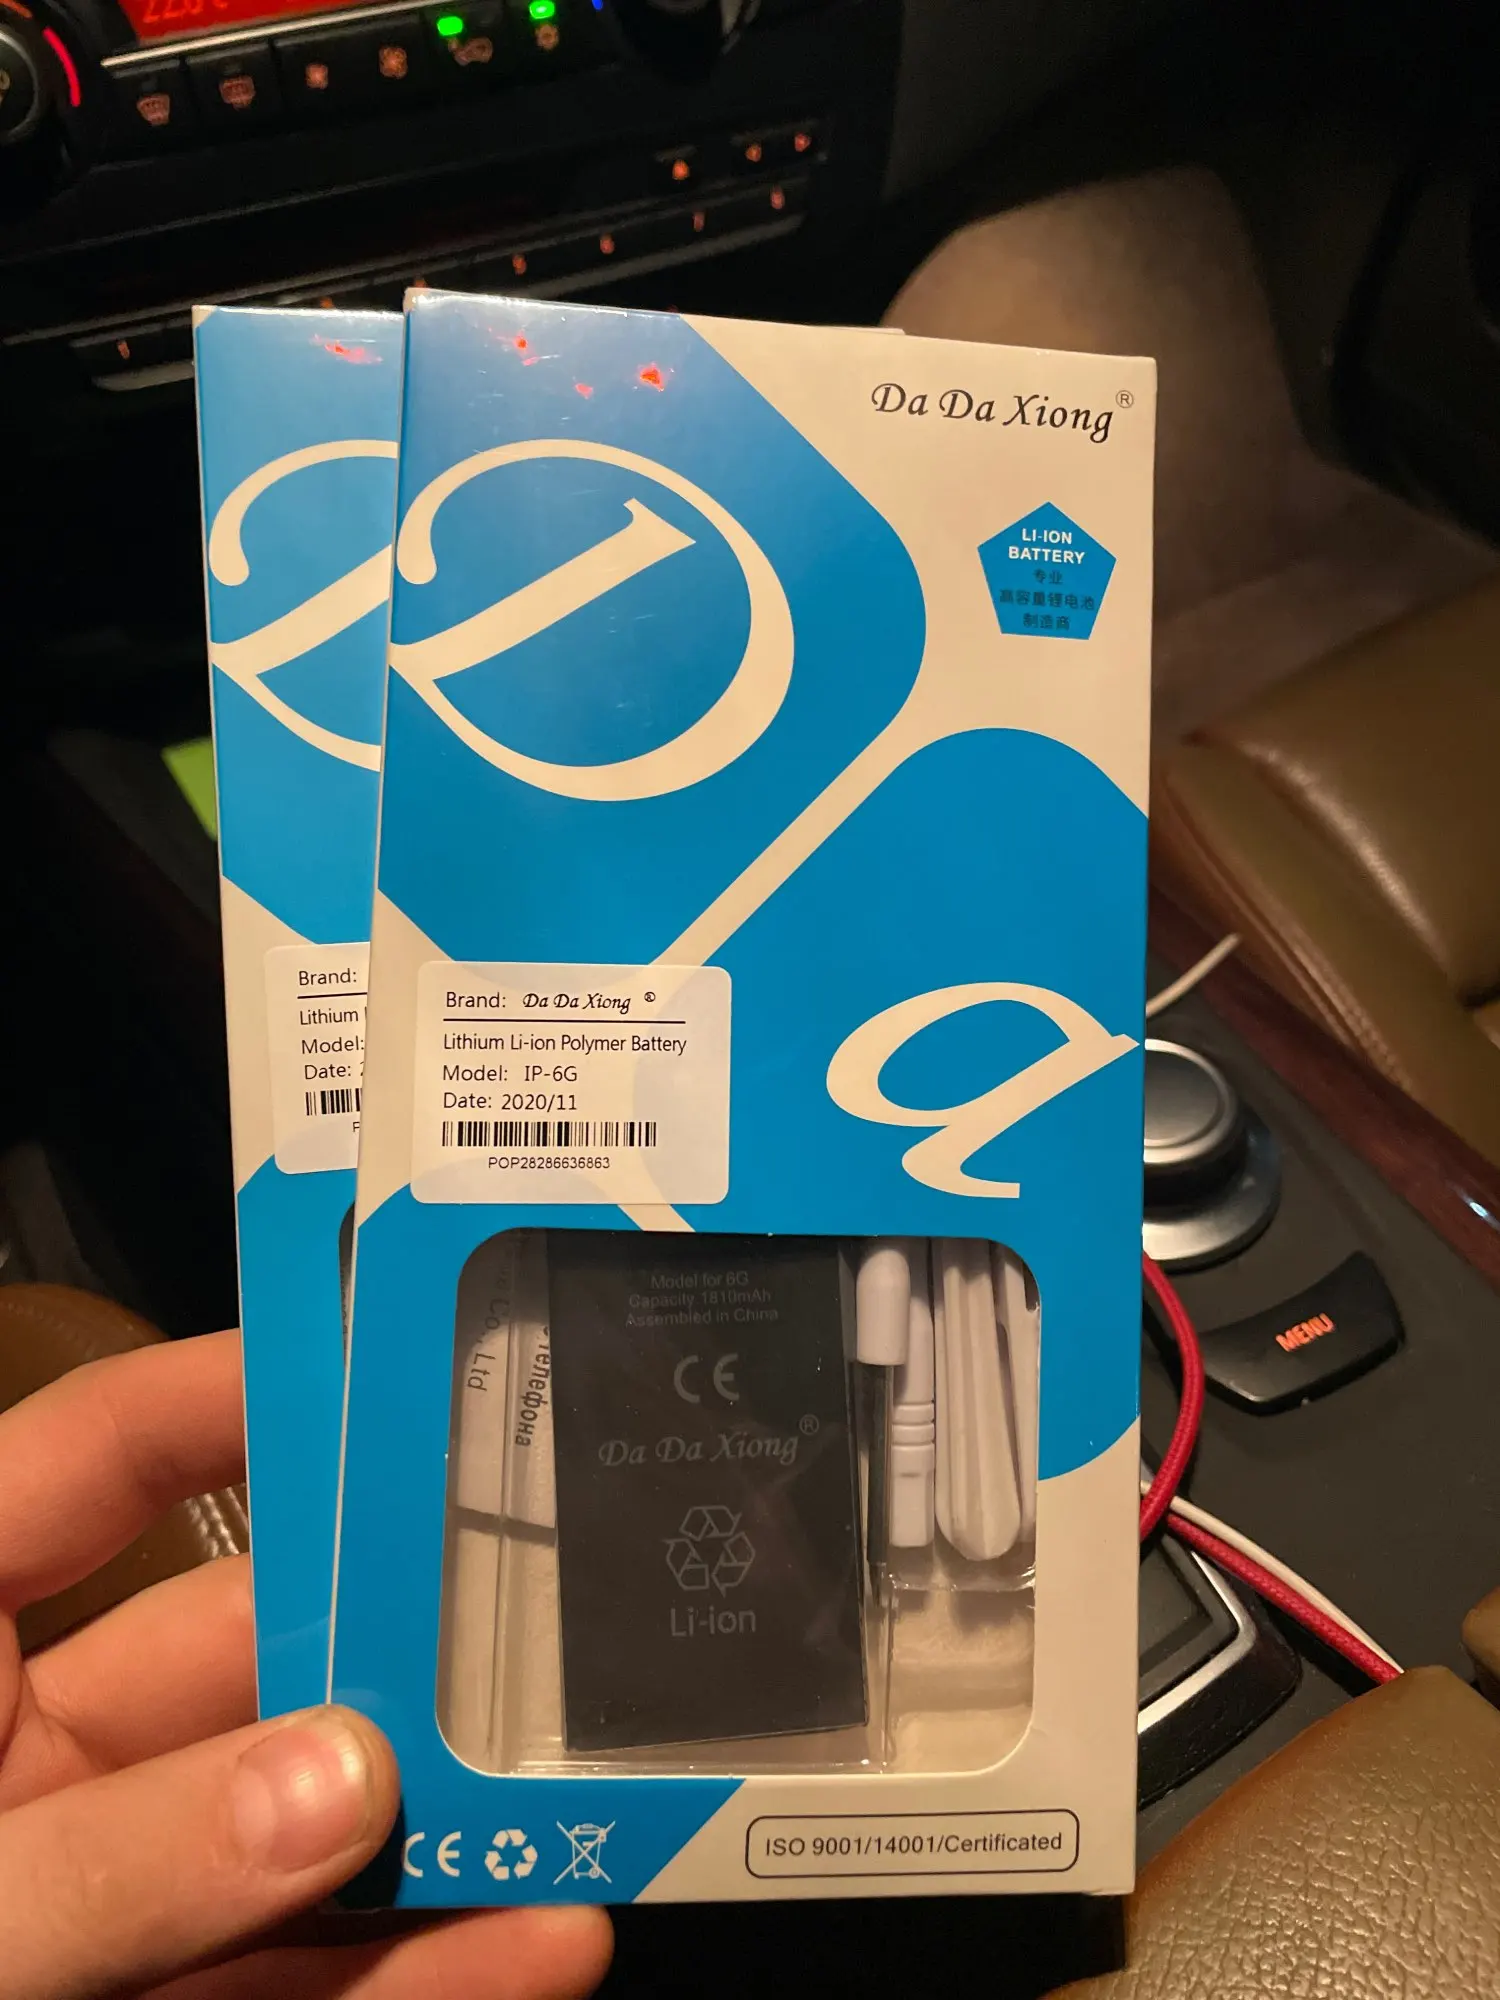 Da Da Xiong®
LI-ION
BATTERY
专业
高容量锂电池
制造商
Brand:
Lithium
Model:
Date:
Brand: Da Da Xiong ®
Lithium Li-ion Polymer Battery
Model: IP-6G
Date: 2020/11
POP28286636863
Model for 6G
Capacity 1810mAh
Assembled in China
CE
Da Da Xiong®
Li-ion
Co., Ltd
телефона
CE
ISO 9001/14001/Certificated
MENU